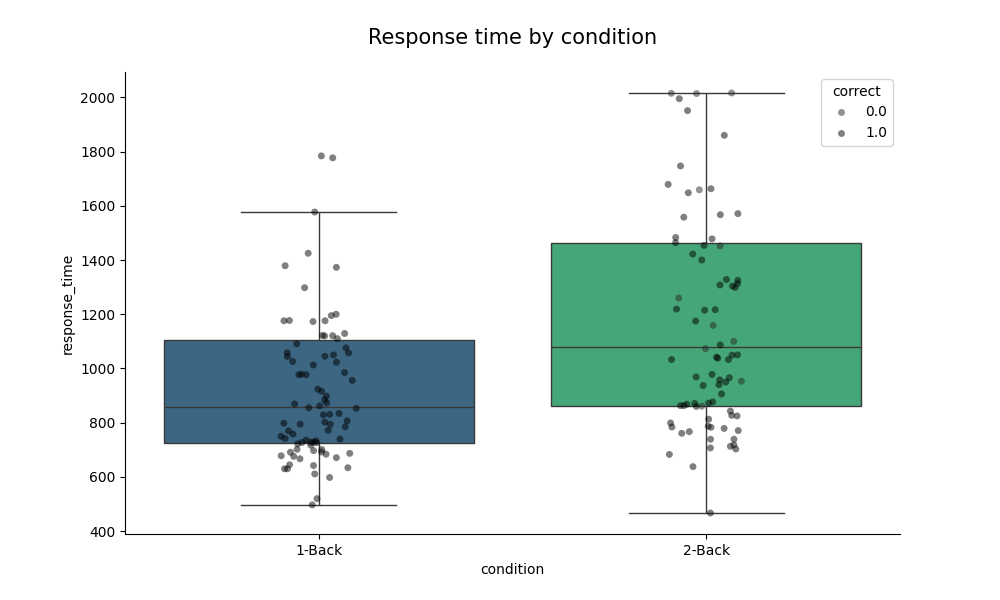 Response time by condition
correct
0.0
1.0
2000
1800
1600
1400
1200
1000
800
600
400
response_time
1-Back
2-Back
condition